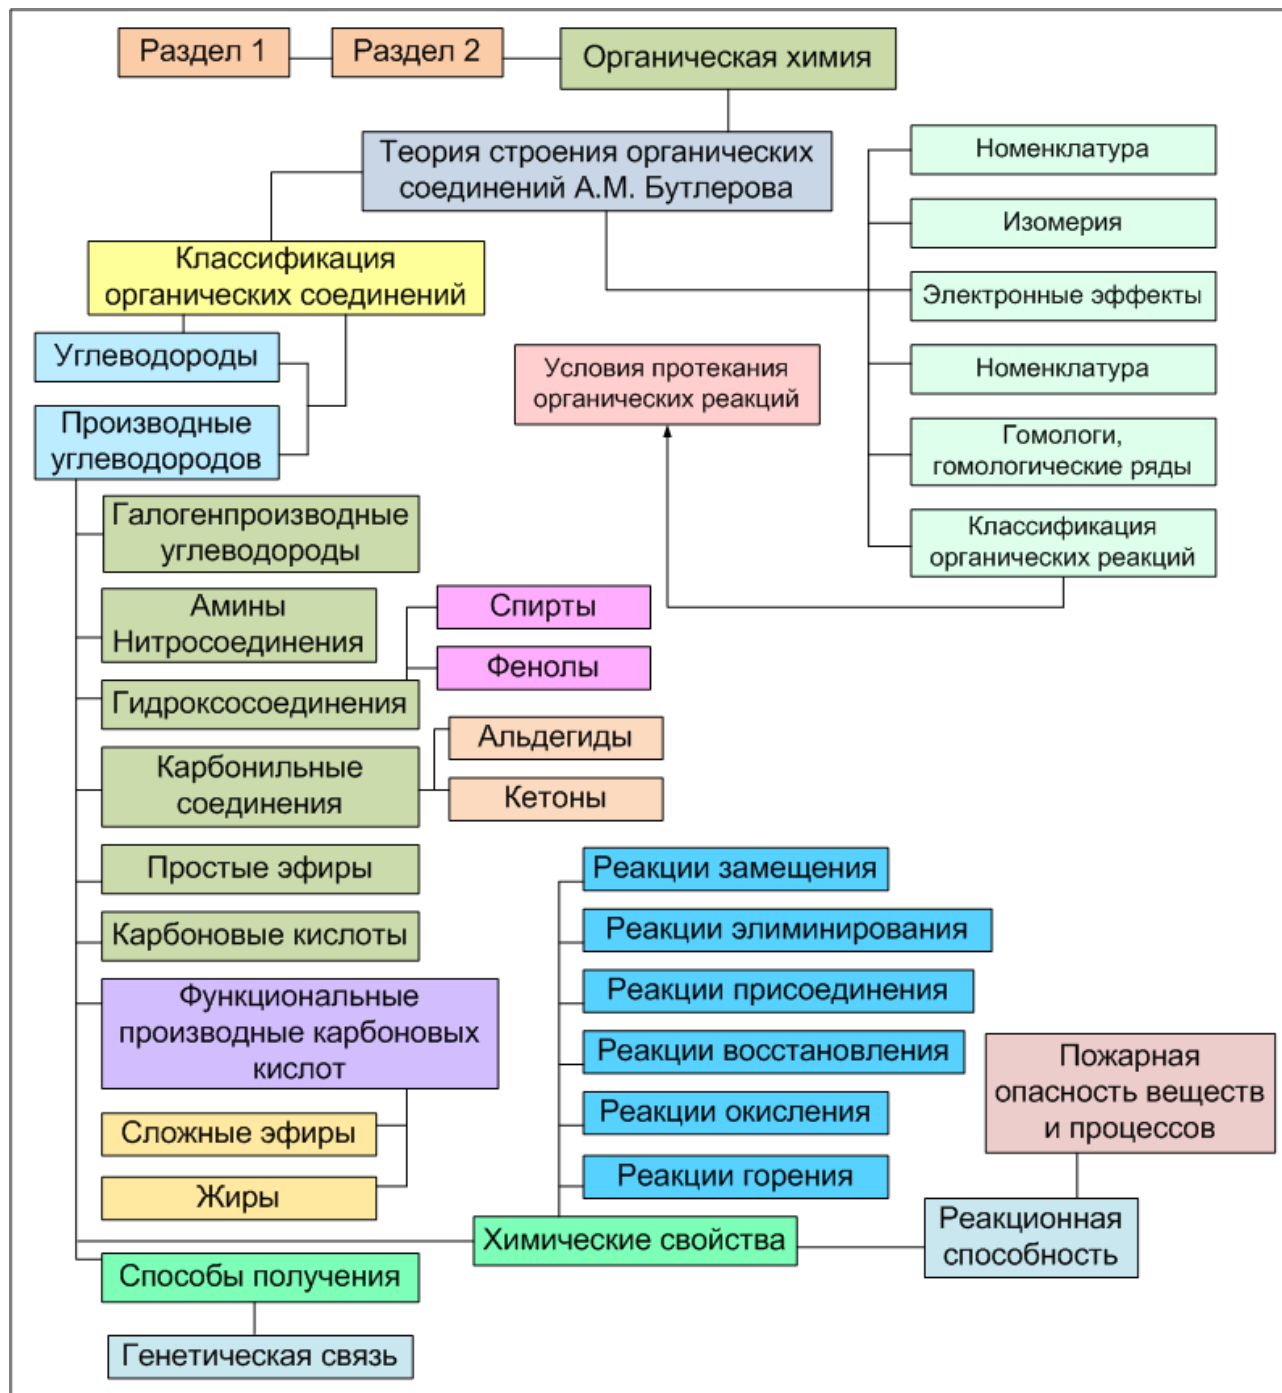 Раздел 1
Раздел 2
Органическая химия
Теория строения органических
соединений А.М. Бутлерова
Номенклатура
Изомерия
Электронные эффекты
Номенклатура
Гомологи,
гомологические ряды
Классификация
органических реакций
Условия протекания
органических реакций
Классификация
органических соединений
Углеводороды
Производные
углеводородов
Галогенпроизводные
углеводороды
Амины
Нитросоединения
Гидроксосоединения
Спирты
Фенолы
Карбонильные
соединения
Альдегиды
Кетоны
Простые эфиры
Карбоновые кислоты
Функциональные
производные карбоновых
кислот
Сложные эфиры
Жиры
Реакции замещения
Реакции элиминирования
Реакции присоединения
Реакции восстановления
Реакции окисления
Реакции горения
Химические свойства
Пожарная
опасность веществ
и процессов
Реакционная
способность
Способы получения
Генетическая связь